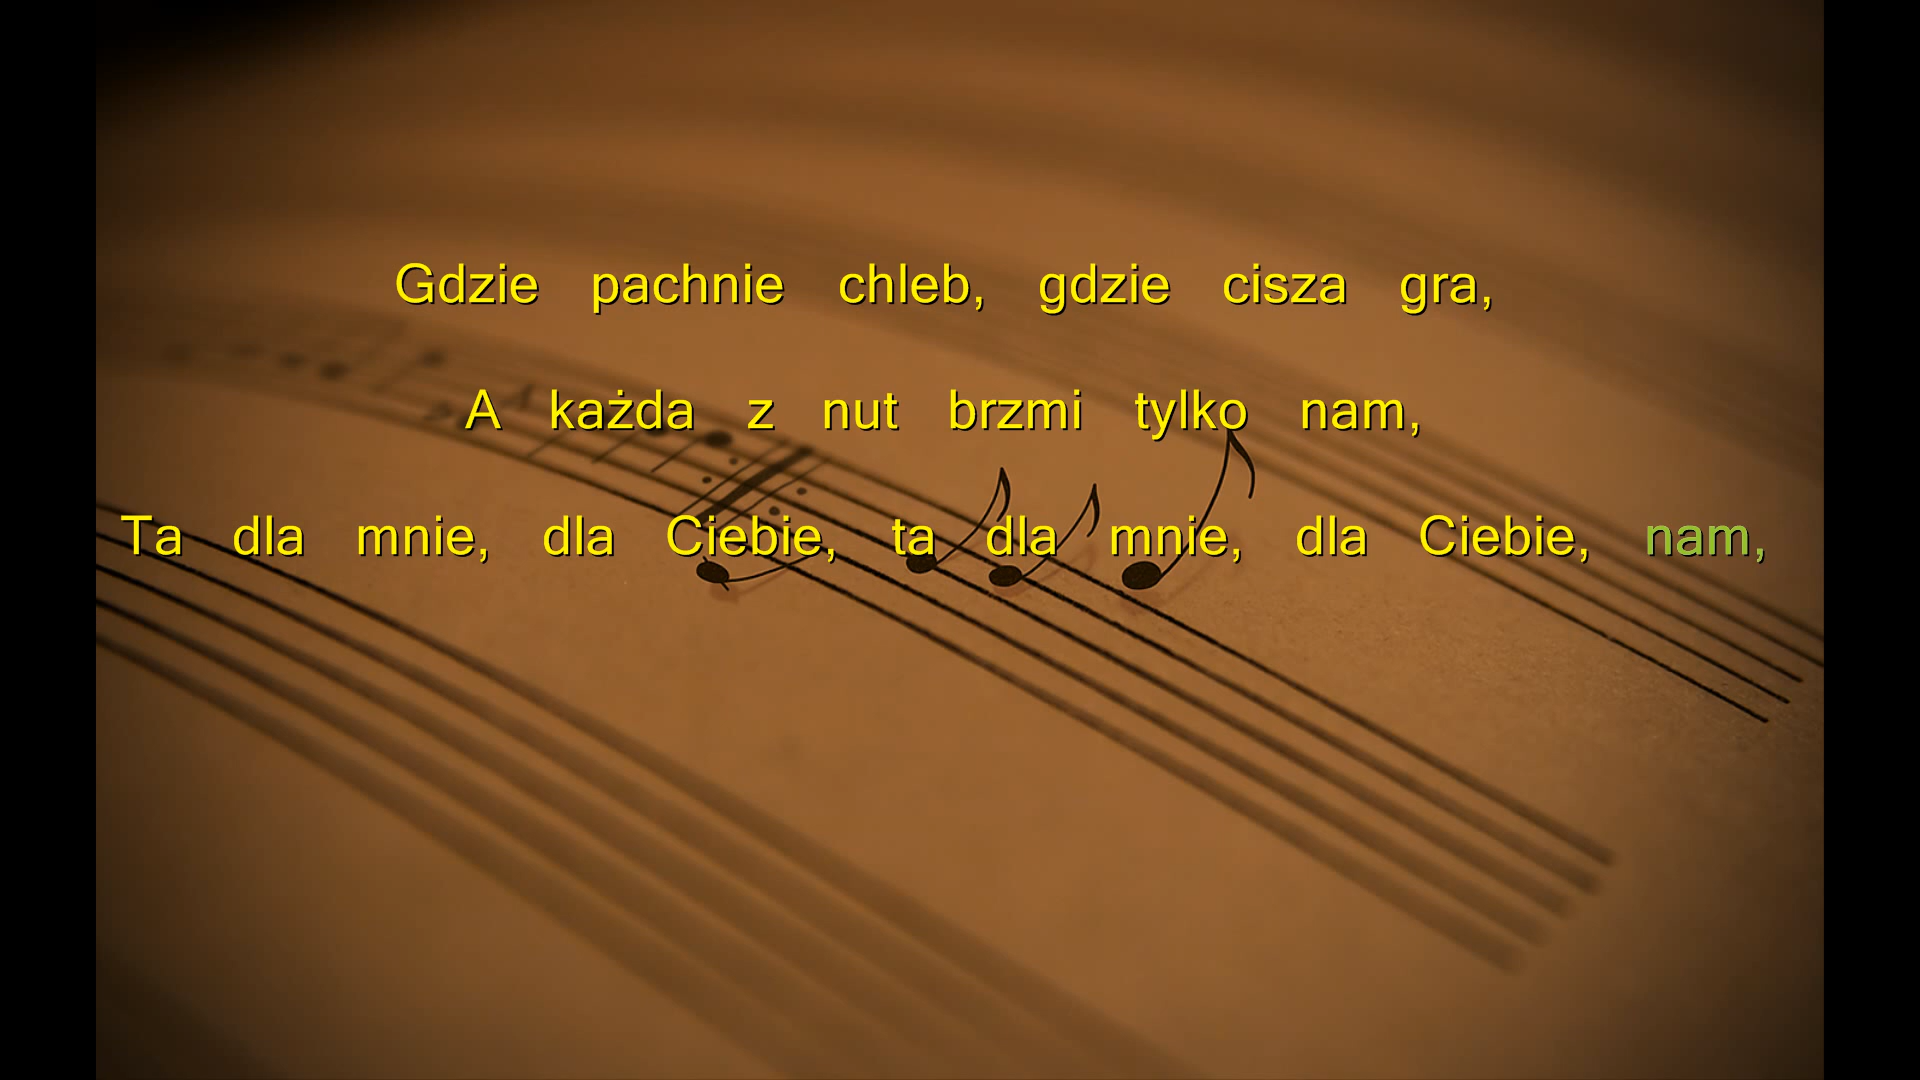 Gdzie pachnie chleb, gdzie cisza gra,
A każda z nut brzmi tylko nam,
Ta dla mnie, dla Ciebie, ta dla mnie, dla Ciebie, nam,